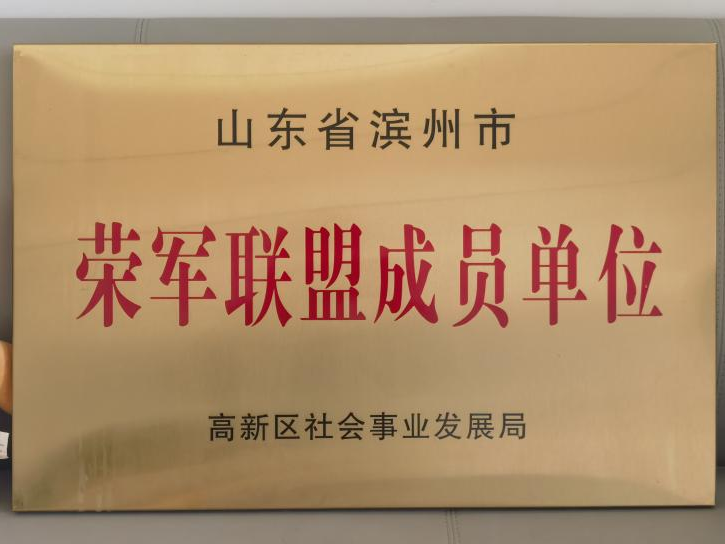 山东省滨州市
荣军联盟成员单位
高新区社会事业发展局